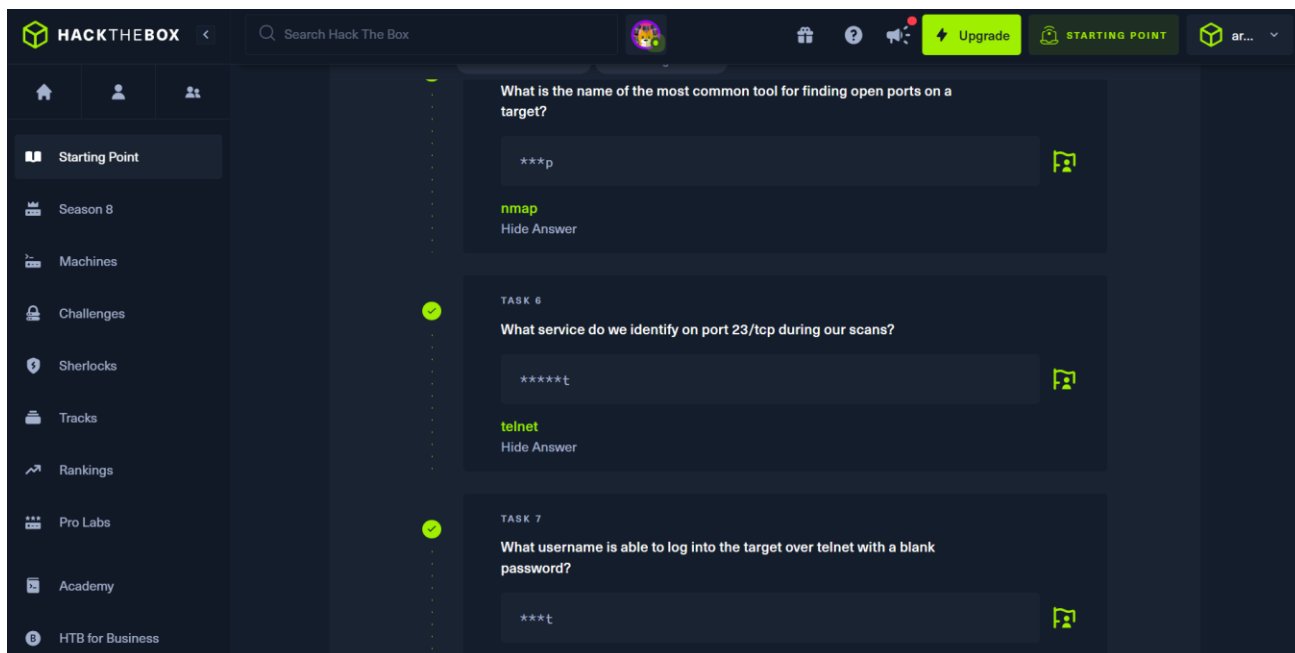 HACKTHEBOX
Search Hack The Box
Upgrade
STARTING POINT
ar...
Starting Point
Season 8
Machines
Challenges
Sherlocks
Tracks
Rankings
Pro Labs
Academy
HTB for Business
What is the name of the most common tool for finding open ports on a
target?
***p
nmap
Hide Answer
TASK 6
What service do we identify on port 23/tcp during our scans?
*****t
telnet
Hide Answer
TASK 7
What username is able to log into the target over telnet with a blank
password?
***t